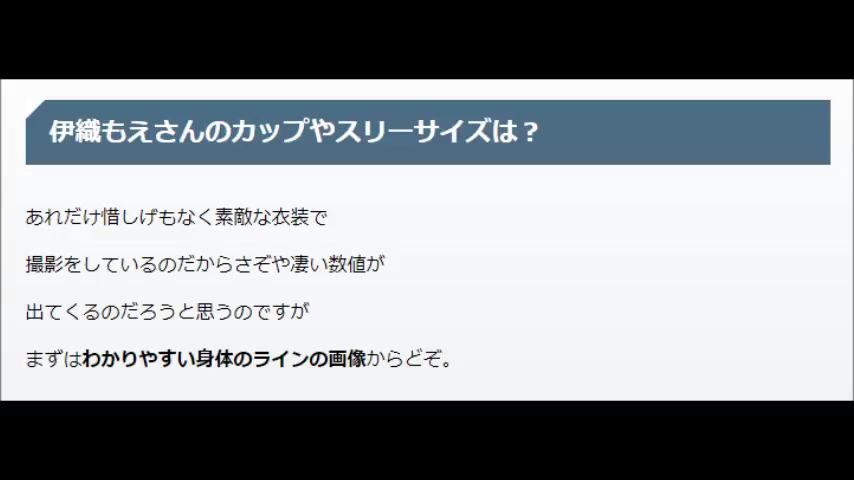 伊織もえさんのカップやスリーサイズは？
あれだけ惜しげもなく素敵な衣装で
撮影をしているのだからさぞや凄い数値が
出てくるのだろうと思うのですが
まずはわかりやすい身体のラインの画像からどぞ。